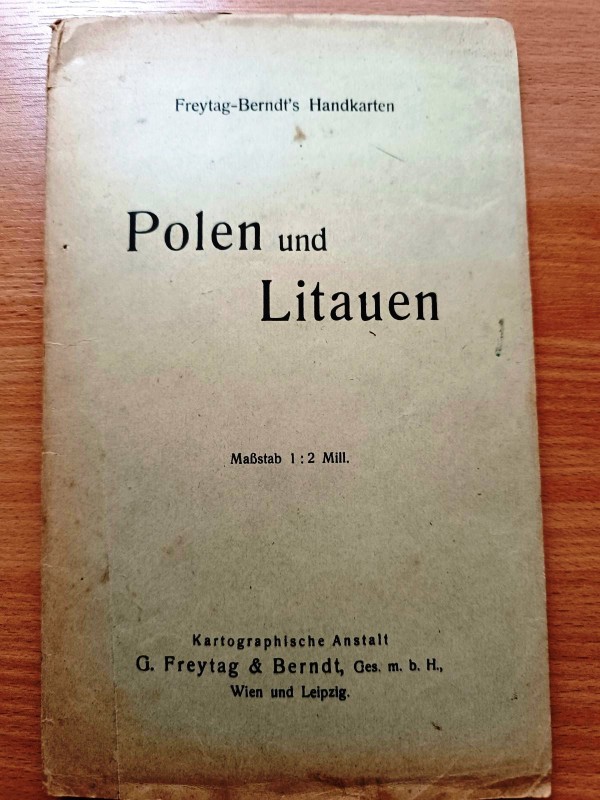 Freytag-Berndt's Handkarten
Polen und
Litauen
Maßstab 1 : 2 Mill.
Kartographische Anstalt
G. Freytag & Berndt, Ges. m. b. H.,
Wien und Leipzig.